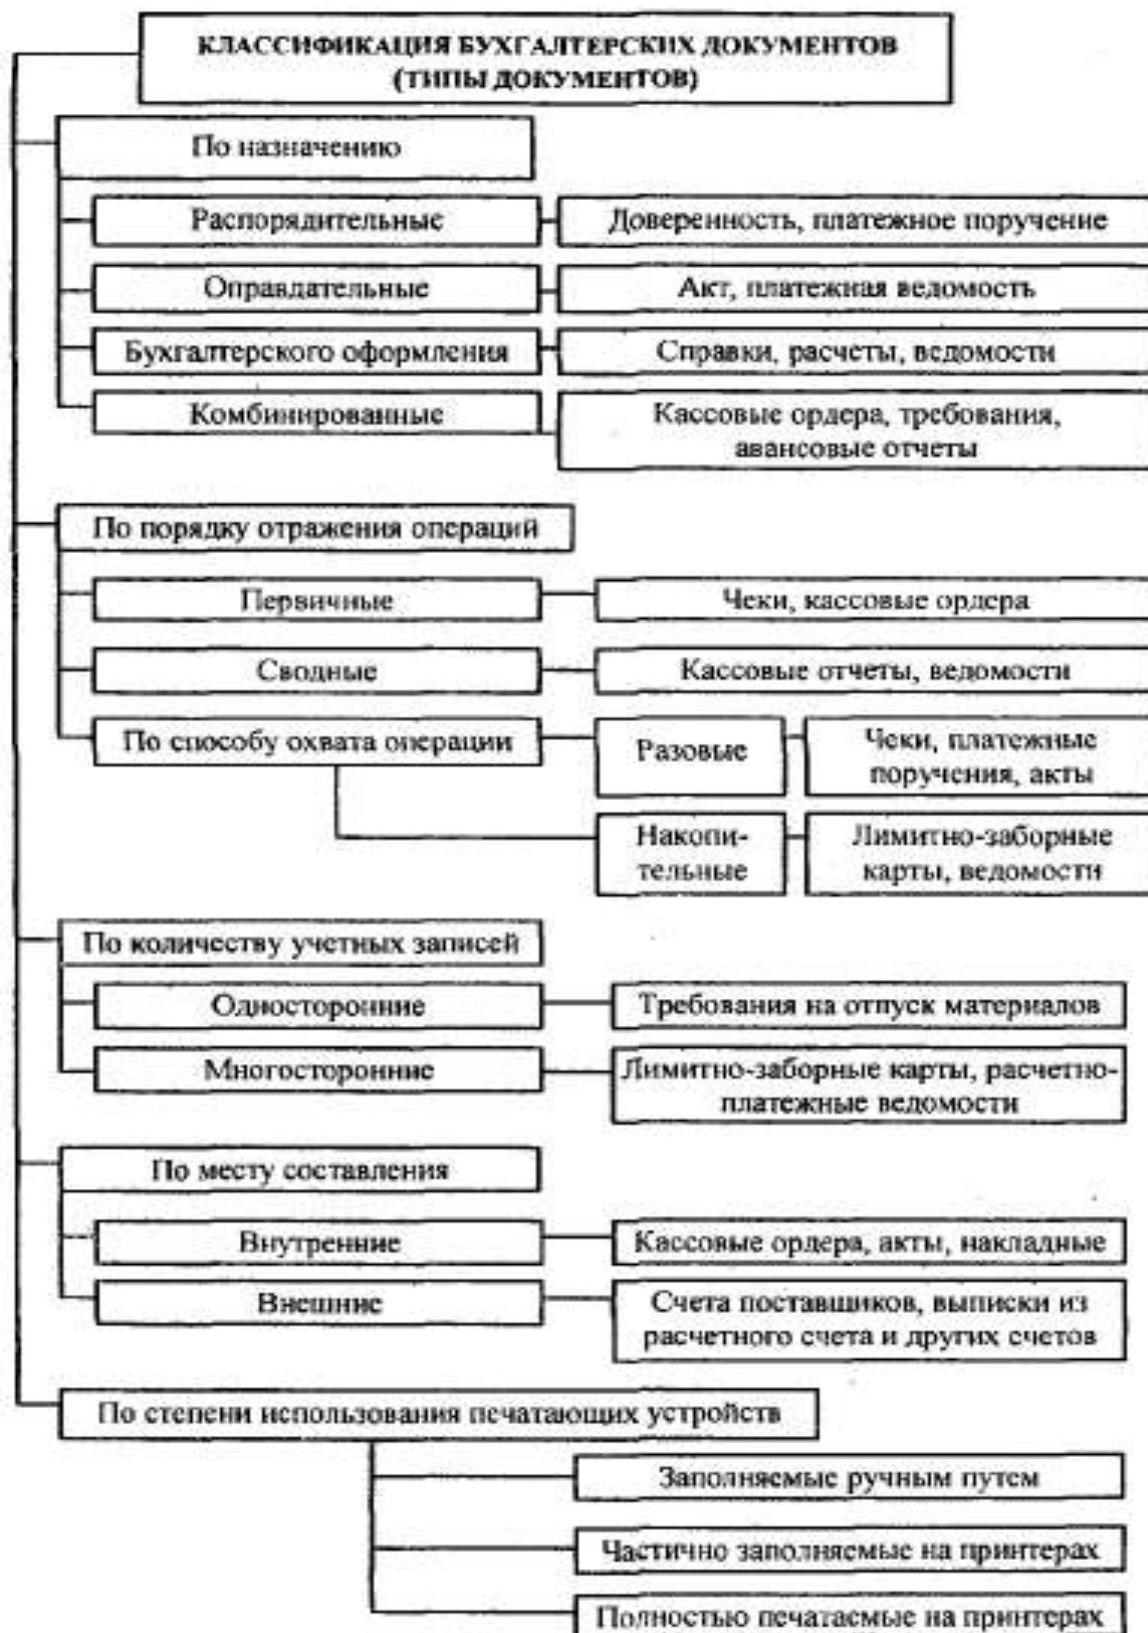 КЛАССИФИКАЦИЯ БУХГАЛТЕРСКИХ ДОКУМЕНТОВ
(ТИПЫ ДОКУМЕНТОВ)
По назначению
Распорядительные
Доверенность, платежное поручение
Оправдательные
Акт, платежная ведомость
Бухгалтерского оформления
Справки, расчеты, ведомости
Комбинированные
Кассовые ордера, требования,
авансовые отчеты
По порядку отражения операций
Первичные
Чеки, кассовые ордера
Сводные
Кассовые отчеты, ведомости
По способу охвата операции
Разовые
Чеки, платежные
поручения, акты
Накопи-
тельные
Лимитно-заборные
карты, ведомости
По количеству учетных записей
Односторонние
Требования на отпуск материалов
Многосторонние
Лимитно-заборные карты, расчетно-
платежные ведомости
По месту составления
Внутренние
Кассовые ордера, акты, накладные
Внешние
Счета поставщиков, выписки из
расчетного счета и других счетов
По степени использования печатающих устройств
Заполняемые ручным путем
Частично заполняемые на принтерах
Полностью печатаемые на принтерах